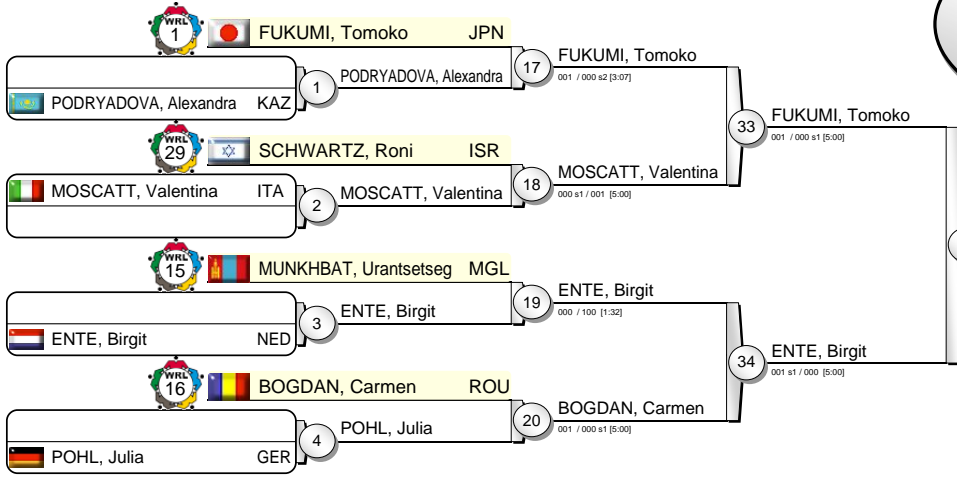 WRL
1
FUKUMI, Tomoko JPN
PODRYADOVA, Alexandra KAZ
1
PODRYADOVA, Alexandra
17
FUKUMI, Tomoko
001 / 000 s2 [3:07]
WRL
29
SCHWARTZ, Roni ISR
MOSCATT, Valentina ITA
2
MOSCATT, Valentina
18
MOSCATT, Valentina
000 s1 / 001 [5:00]
33
FUKUMI, Tomoko
001 / 000 s1 [5:00]
WRL
15
MUNKHBAT, Urantsetseg MGL
ENTE, Birgit NED
3
ENTE, Birgit
19
ENTE, Birgit
000 / 100 [1:32]
WRL
16
BOGDAN, Carmen ROU
POHL, Julia GER
4
POHL, Julia
20
BOGDAN, Carmen
001 / 000 s1 [5:00]
34
ENTE, Birgit
001 s1 / 000 [5:00]